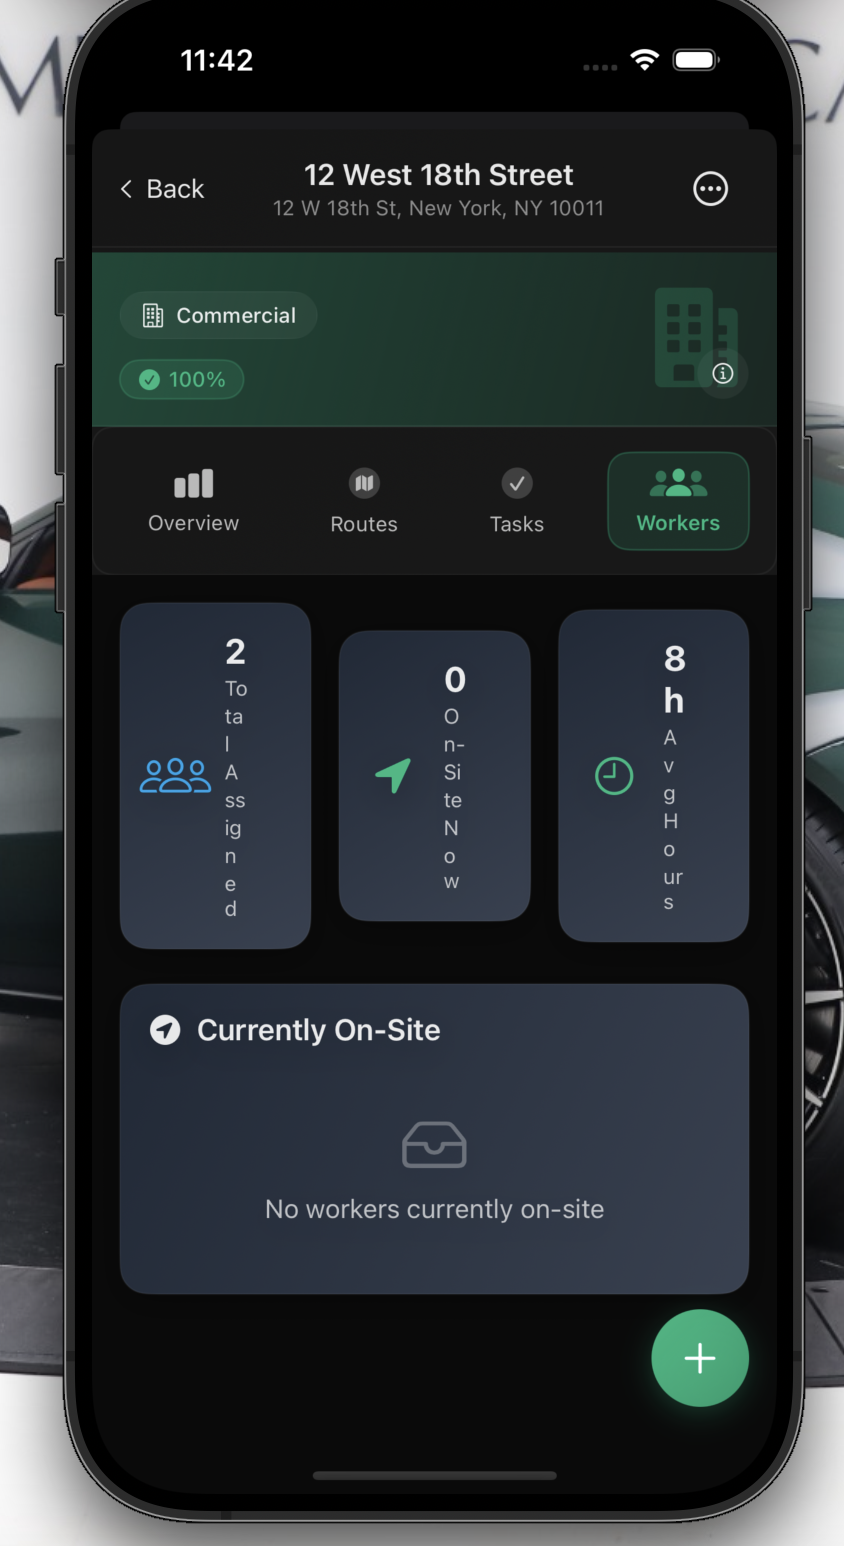 11:42
Back
12 West 18th Street
12 W 18th St, New York, NY 10011
Commercial
100%
Overview
Routes
Tasks
Workers
2
To
ta
l
A
ss
ig
n
e
d
0
O
n-
Si
te
N
o
w
8
h
A
v
g
H
o
ur
s
Currently On-Site
No workers currently on-site